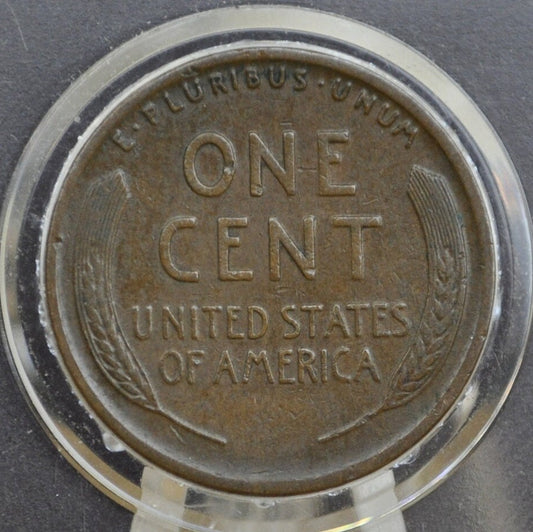 E·PLURIBUS·UNUM
ONE
CENT
UNITED STATES
OF AMERICA